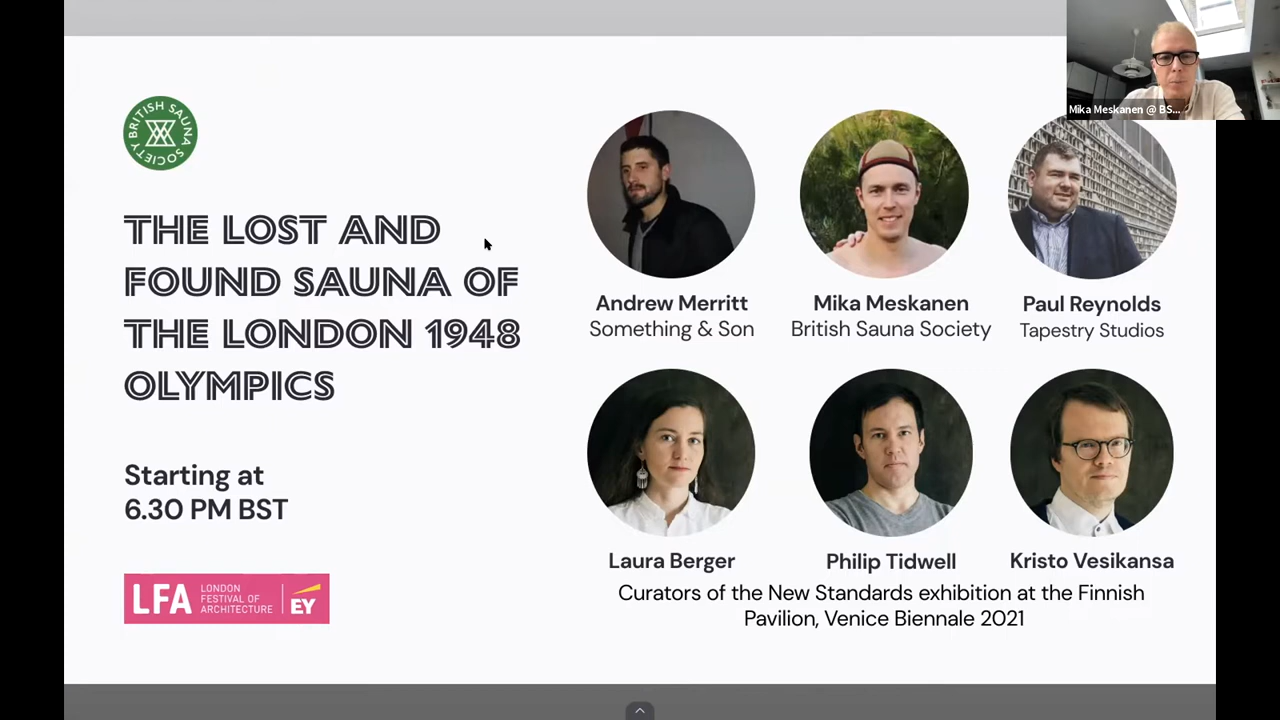 Mika Meskanen @ BS...
BRITISH SAUNA SOCIETY
THE LOST AND
FOUND SAUNA OF
THE LONDON 1948
OLYMPICS
Starting at
6.30 PM BST
LFA
LONDON
FESTIVAL OF
ARCHITECTURE
EY
Andrew Merritt
Something & Son
Mika Meskanen
British Sauna Society
Paul Reynolds
Tapestry Studios
Laura Berger
Philip Tidwell
Kristo Vesikansa
Curators of the New Standards exhibition at the Finnish
Pavilion, Venice Biennale 2021